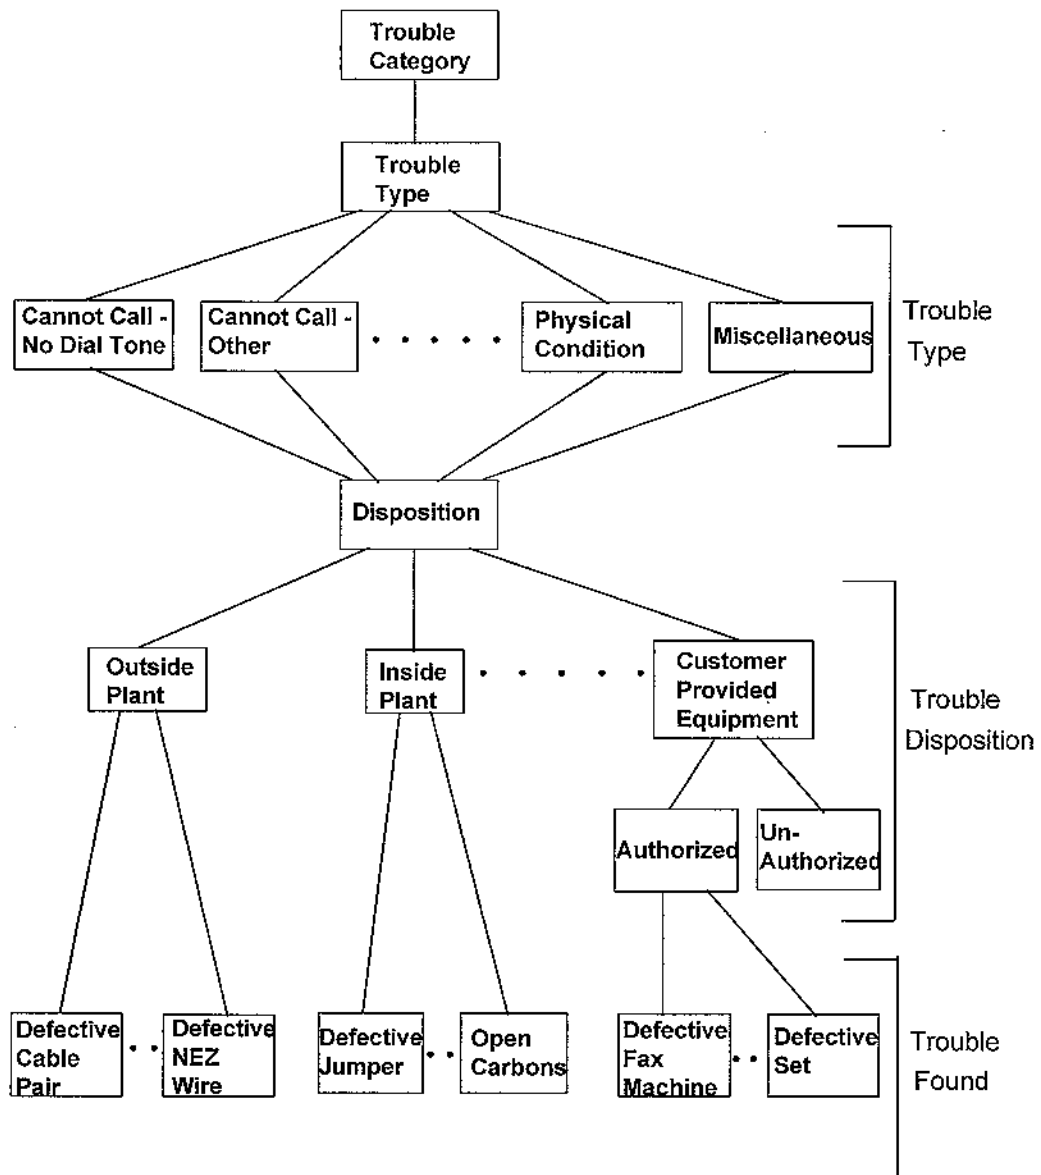 Trouble
Category
Trouble
Type
Cannot Call -
No Dial Tone
Cannot Call -
Other
Physical
Condition
Miscellaneous
Trouble
Type
Disposition
Outside
Plant
Inside
Plant
Customer
Provided
Equipment
Trouble
Disposition
Authorized
Un-
Authorized
Defective
Cable
Pair
Defective
NEZ
Wire
Defective
Jumper
Open
Carbons
Defective
Fax
Machine
Defective
Set
Trouble
Found